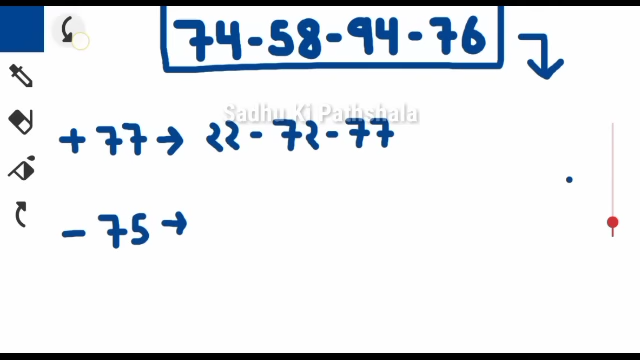 74-58-94-76
Sadhu Ki Pathshala
+ 77 → 22 - 72 - 77
- 75 →